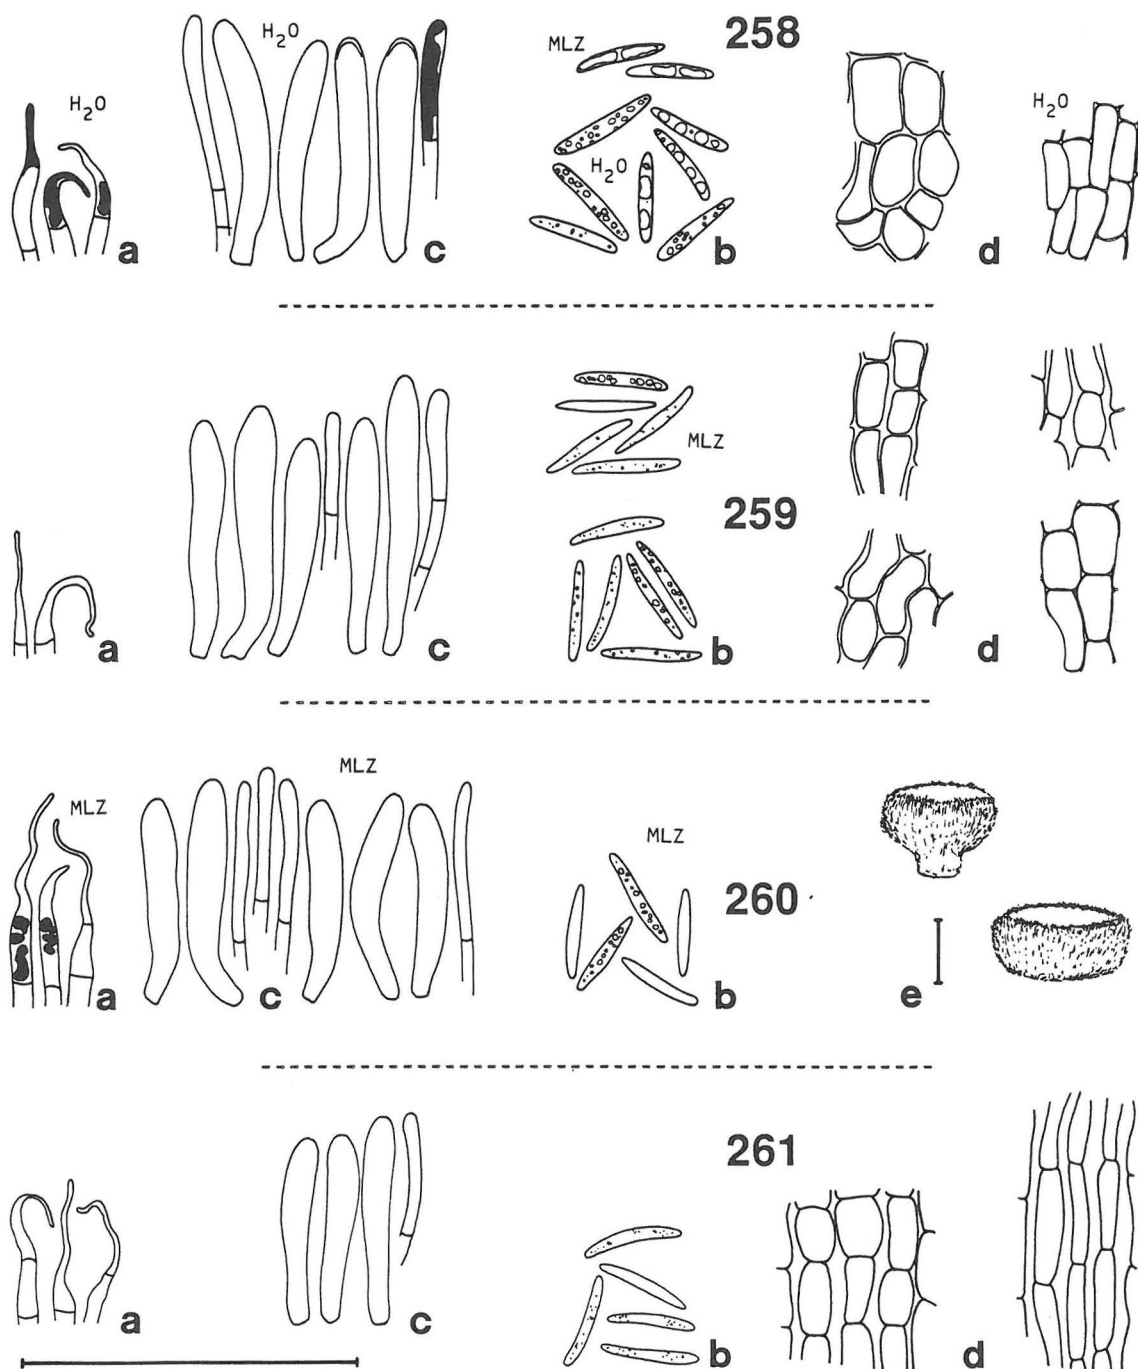 H₂O H₂O MLZ 258 H₂O
H₂O
a c b d
MLZ
259
a c b d
MLZ MLZ MLZ 260
a c b e
261
a c b d